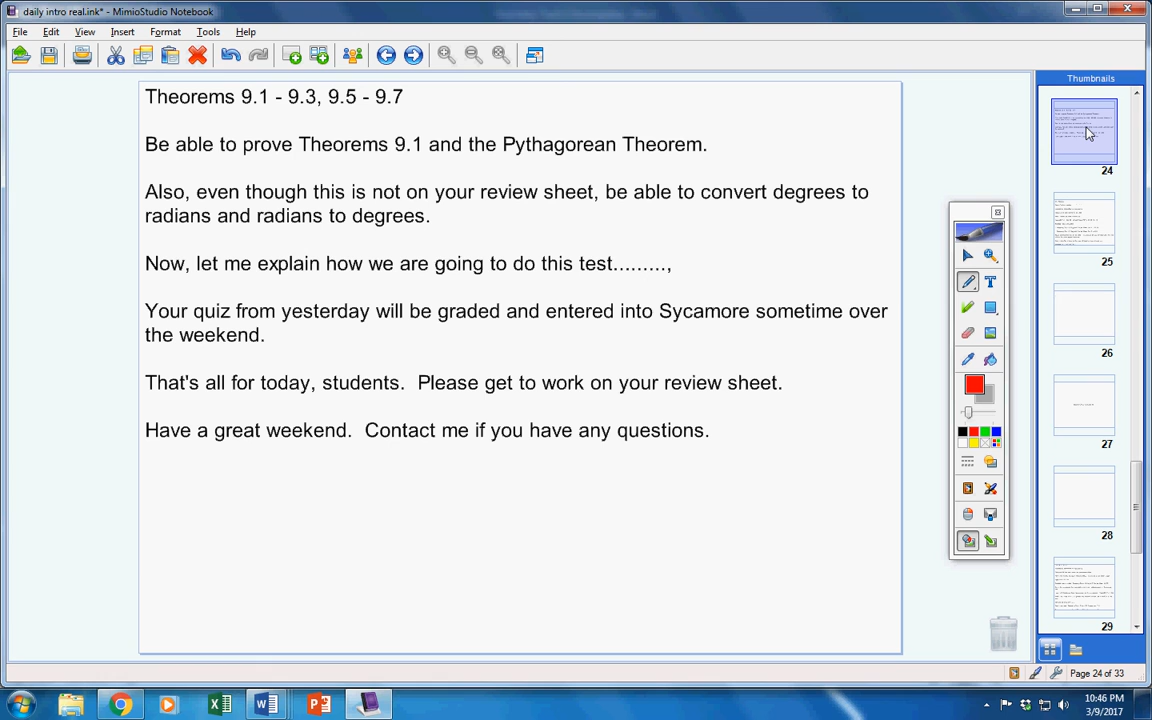 daily intro real.ink* - MimioStudio Notebook
File Edit View Insert Format Tools Help
Theorems 9.1 - 9.3, 9.5 - 9.7
Be able to prove Theorems 9.1 and the Pythagorean Theorem.
Also, even though this is not on your review sheet, be able to convert degrees to
radians and radians to degrees.
Now, let me explain how we are going to do this test.........,
Your quiz from yesterday will be graded and entered into Sycamore sometime over
the weekend.
That's all for today, students.  Please get to work on your review sheet.
Have a great weekend.  Contact me if you have any questions.
Thumbnails
24
25
26
27
28
29
Page 24 of 33
10:46 PM
3/9/2017